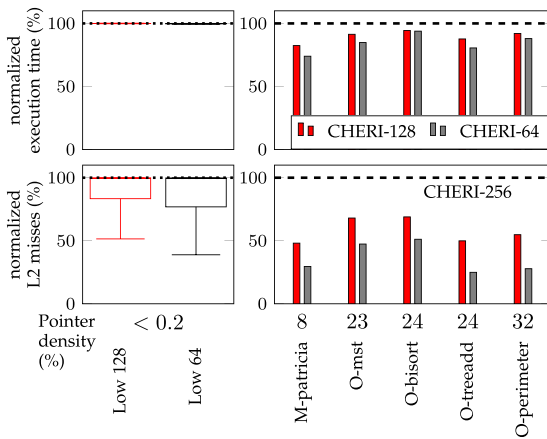 normalized
execution time (%)
100
50
0
CHERI-128
CHERI-64
normalized
L2 misses (%)
100
50
0
100
50
0
CHERI-256
100
50
0
Pointer
density
(%)
< 0.2
8
23
24
24
32
Low 128
Low 64
M-patricia
O-mst
O-bisort
O-treeadd
O-perimeter